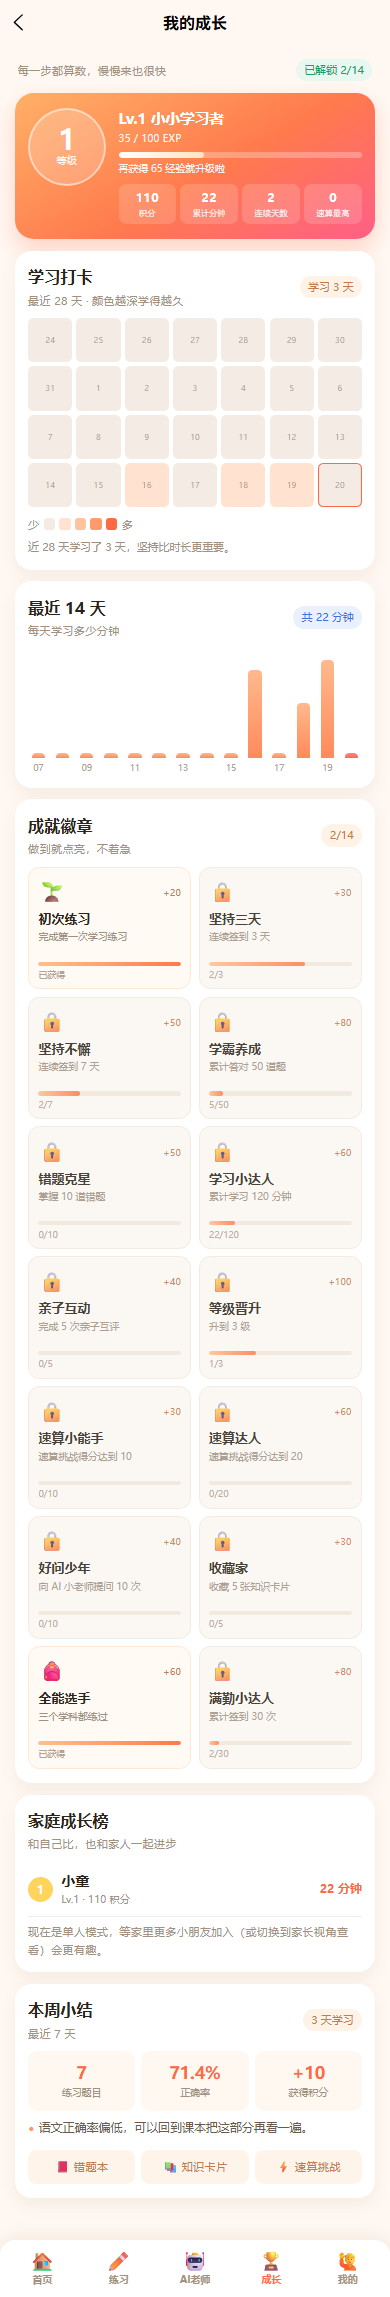 我的成长
每一步都算数，慢慢来也很快
已解锁 2/14
1
等级
Lv.1 小小学习者
35 / 100 EXP
再获得 65 经验就升级啦
110
积分
22
累计分钟
2
连续天数
0
速算最高
学习打卡
最近 28 天 · 颜色越深学得越久
学习 3 天
24 25 26 27 28 29 30
31 1 2 3 4 5 6
7 8 9 10 11 12 13
14 15 16 17 18 19 20
少 多
近 28 天学习了 3 天，坚持比时长更重要。
最近 14 天
每天学习多少分钟
共 22 分钟
07 09 11 13 15 17 19
成就徽章
做到就点亮，不着急
2/14
+20
初次练习
完成第一次学习练习
已获得
+30
坚持三天
连续签到 3 天
2/3
+50
坚持不懈
连续签到 7 天
2/7
+80
学霸养成
累计答对 50 道题
5/50
+50
错题克星
掌握 10 道错题
0/10
+60
学习小达人
累计学习 120 分钟
22/120
+40
亲子互动
完成 5 次亲子互评
0/5
+100
等级晋升
升到 3 级
1/3
+30
速算小能手
速算挑战得分达到 10
0/10
+60
速算达人
速算挑战得分达到 20
0/20
+40
好问少年
向 AI 小老师提问 10 次
0/10
+30
收藏家
收藏 5 张知识卡片
0/5
+60
全能选手
三个学科都练过
已获得
+80
满勤小达人
累计签到 30 次
2/30
家庭成长榜
和自己比，也和家人一起进步
1
小童
Lv.1 · 110 积分
22 分钟
现在是单人模式，等家里更多小朋友加入（或切换到家长视角查
看）会更有趣。
本周小结
最近 7 天
3 天学习
7
练习题目
71.4%
正确率
+10
获得积分
• 语文正确率偏低，可以回到课本把这部分再看一遍。
错题本
知识卡片
速算挑战
首页
练习
AI老师
成长
我的